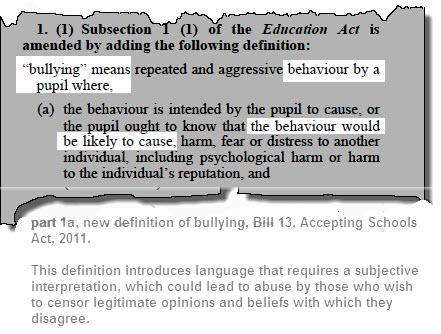 1. (1) Subsection 1 (1) of the Education Act is
amended by adding the following definition:
“bullying” means repeated and aggressive behaviour by a
pupil where,
(a) the behaviour is intended by the pupil to cause, or
the pupil ought to know that the behaviour would
be likely to cause, harm, fear or distress to another
individual, including psychological harm or harm
to the individual’s reputation, and
part 1a, new definition of bullying, Bill 13, Accepting Schools
Act, 2011.
This definition introduces language that requires a subjective
interpretation, which could lead to abuse by those who wish
to censor legitimate opinions and beliefs with which they
disagree.